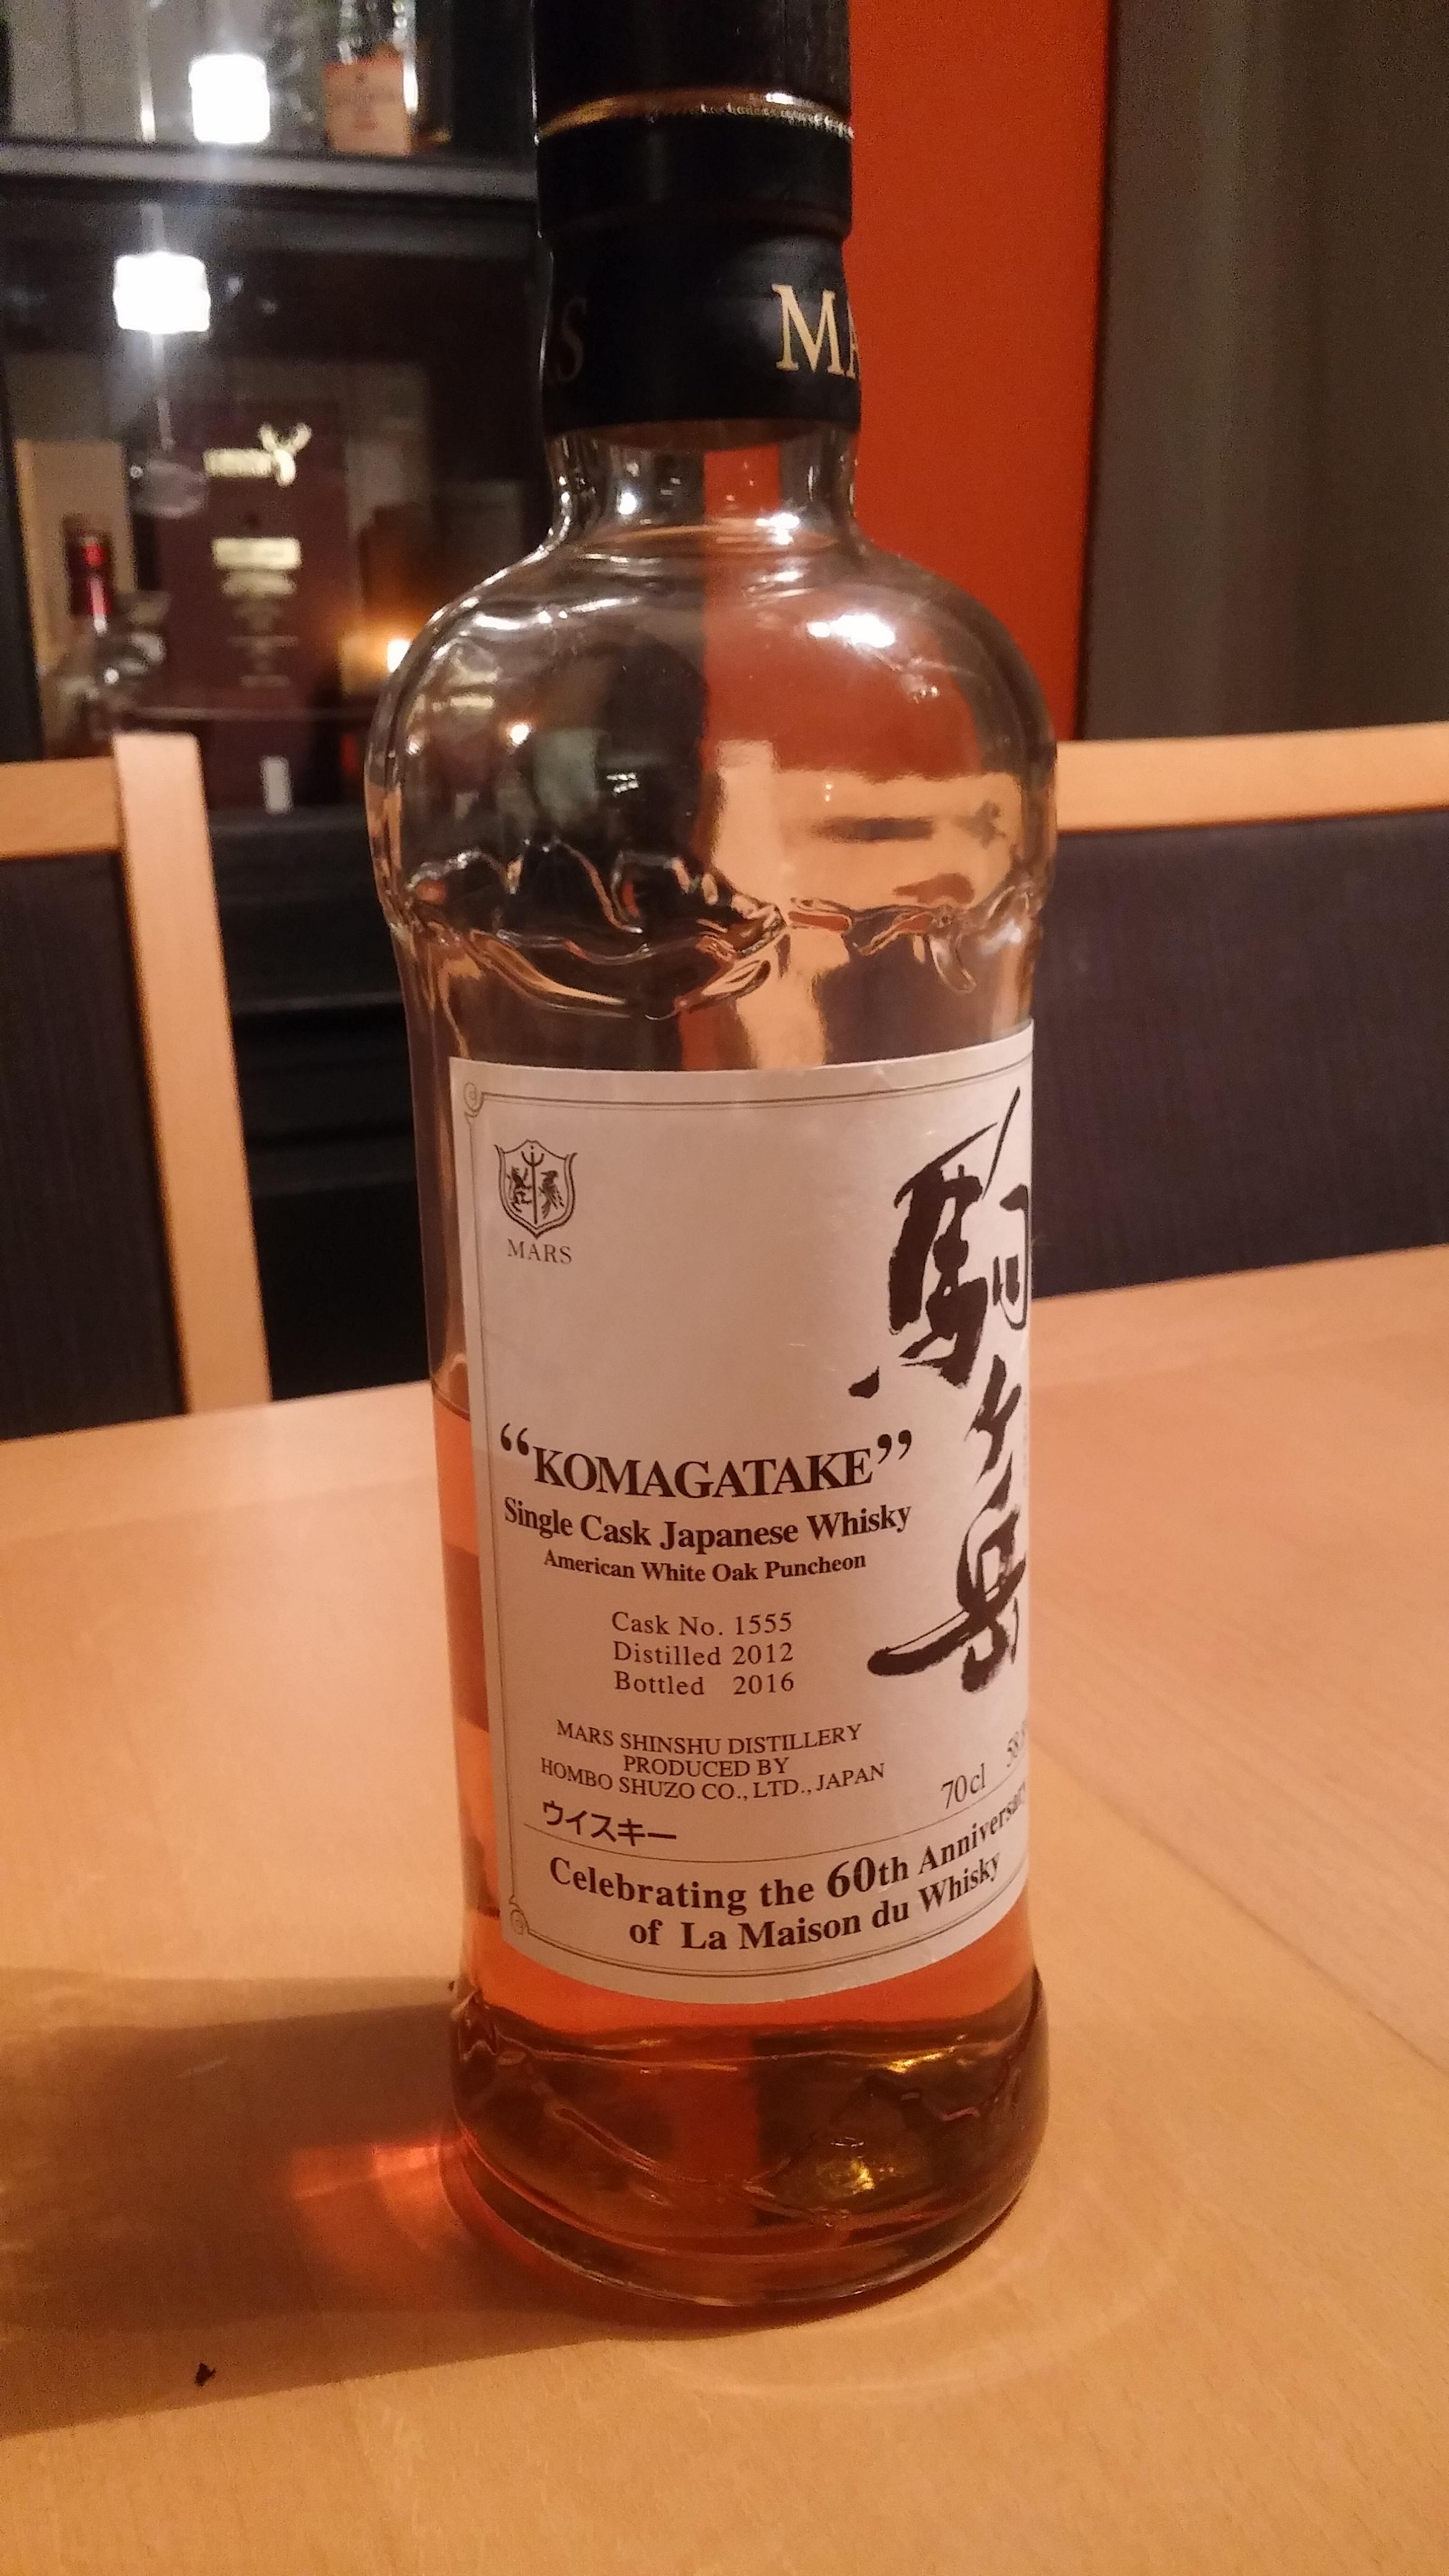 MA
MARS
駒ヶ岳
“KOMAGATAKE”
Single Cask Japanese Whisky
American White Oak Puncheon
Cask No. 1555
Distilled 2012
Bottled 2016
MARS SHINSHU DISTILLERY
PRODUCED BY
HOMBO SHUZO CO., LTD., JAPAN
70cl
ウイスキー
Celebrating the 60th Anniversary
of La Maison du Whisky